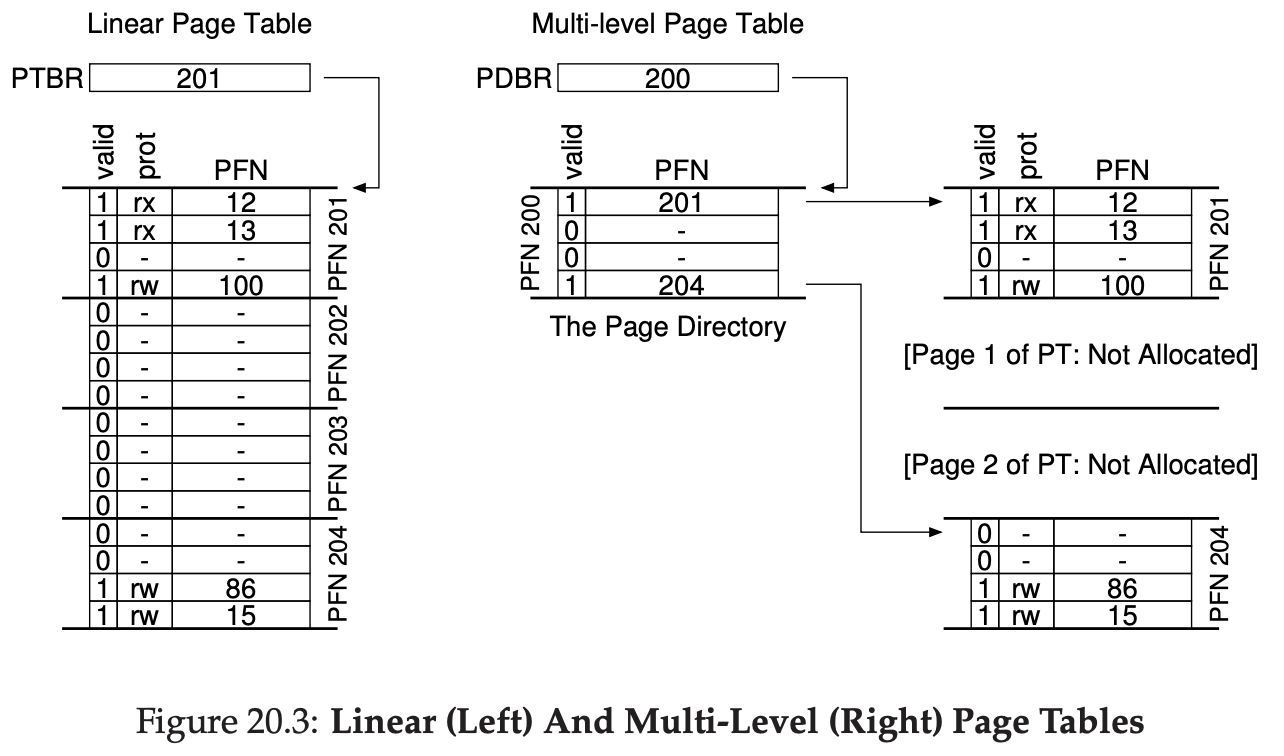 Linear Page Table
PTBR 201
valid prot PFN
1 rx 12
1 rx 13
0 - -
1 rw 100
PFN 201
0 - -
0 - -
0 - -
0 - -
PFN 202
0 - -
0 - -
0 - -
0 - -
PFN 203
0 - -
0 - -
1 rw 86
1 rw 15
PFN 204
Multi-level Page Table
PDBR 200
valid PFN
PFN 200
1 201
0 -
0 -
1 204
The Page Directory
valid prot PFN
1 rx 12
1 rx 13
0 - -
1 rw 100
PFN 201
[Page 1 of PT: Not Allocated]
[Page 2 of PT: Not Allocated]
0 - -
0 - -
1 rw 86
1 rw 15
PFN 204
Figure 20.3: Linear (Left) And Multi-Level (Right) Page Tables